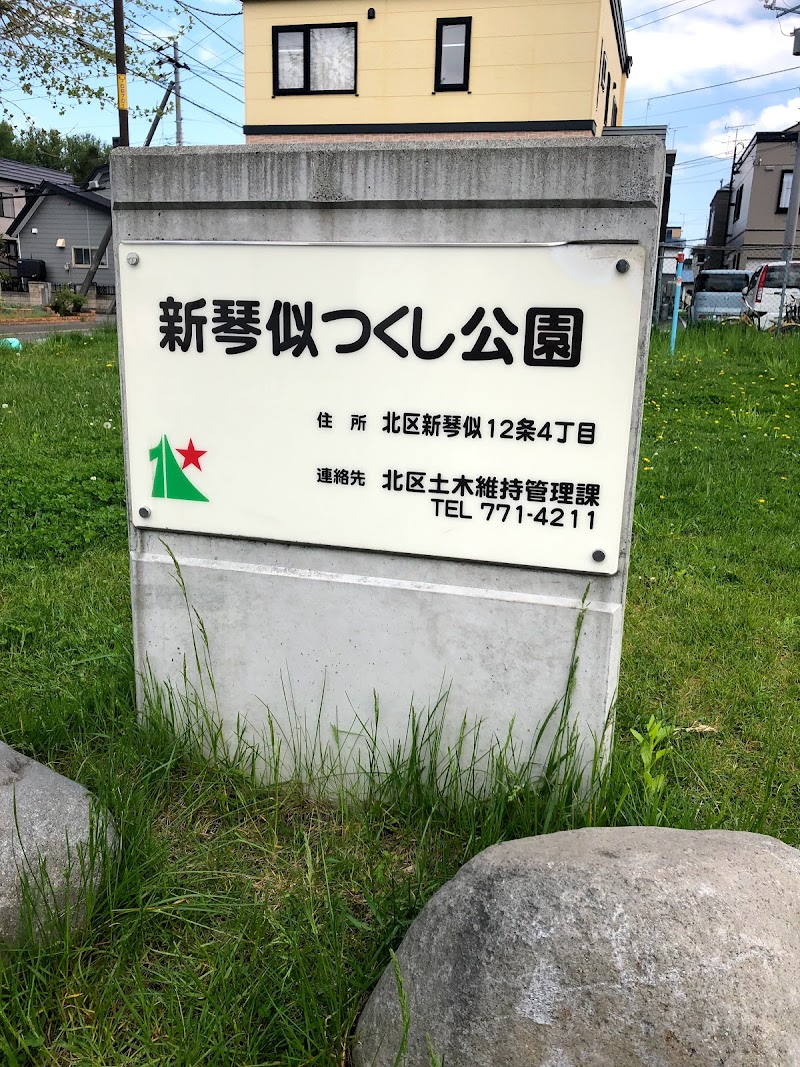 新琴似つくし公園
住　所　北区新琴似12条4丁目
連絡先　北区土木維持管理課
TEL 771-4211